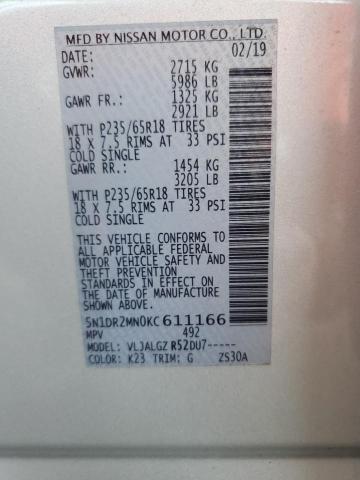 MFD BY NISSAN MOTOR CO., LTD.
DATE: 02/19
GVWR: 2715 KG
5986 LB
GAWR FR.: 1325 KG
2921 LB
WITH P235/65R18 TIRES
18 X 7.5 RIMS AT 33 PSI
COLD SINGLE
GAWR RR.: 1454 KG
3205 LB
WITH P235/65R18 TIRES
18 X 7.5 RIMS AT 33 PSI
COLD SINGLE
THIS VEHICLE CONFORMS TO
ALL APPLICABLE FEDERAL
MOTOR VEHICLE SAFETY AND
THEFT PREVENTION
STANDARDS IN EFFECT ON
THE DATE OF MANUFACTURE
SHOWN ABOVE.
5N1DR2MN0KC611166
MPV 492
MODEL: VLJALGZ R52DU7-----
COLOR: K23 TRIM: G ZS30A